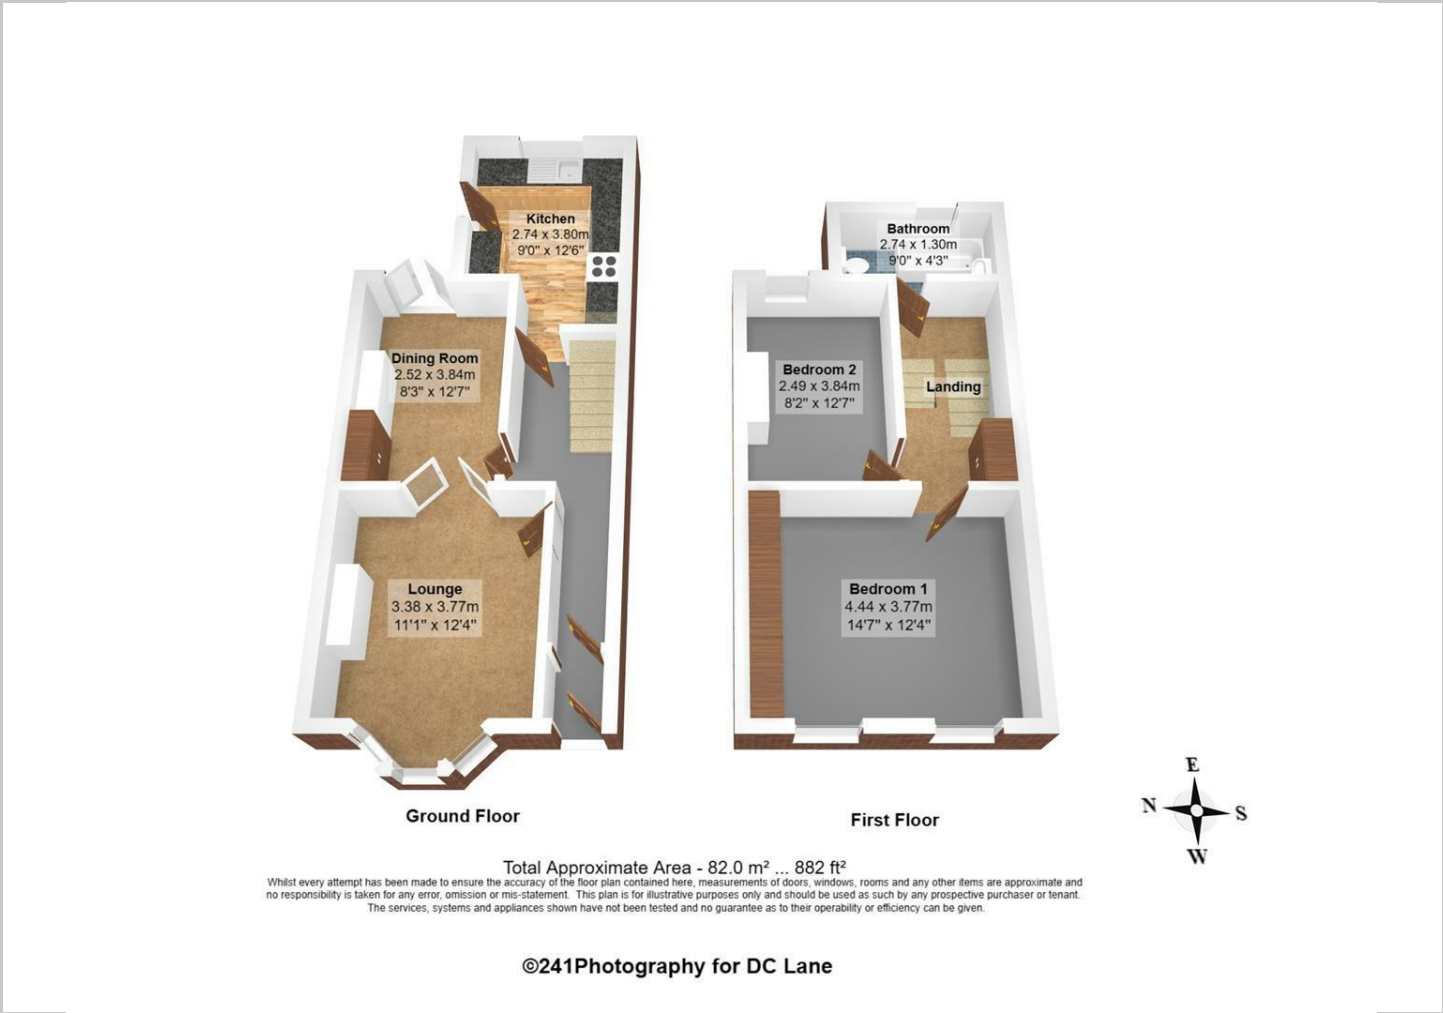 Kitchen
2.74 x 3.80m
9'0" x 12'6"
Bathroom
2.74 x 1.30m
9'0" x 4'3"
Dining Room
2.52 x 3.84m
8'3" x 12'7"
Bedroom 2
2.49 x 3.84m
8'2" x 12'7"
Landing
Lounge
3.38 x 3.77m
11'1" x 12'4"
Bedroom 1
4.44 x 3.77m
14'7" x 12'4"
E
N
S
W
Ground Floor
First Floor
Total Approximate Area - 82.0 m² ... 882 ft²
Whilst every attempt has been made to ensure the accuracy of the floor plan contained here, measurements of doors, windows, rooms and any other items are approximate and
no responsibility is taken for any error, omission or mis-statement. This plan is for illustrative purposes only and should be used as such by any prospective purchaser or tenant.
The services, systems and appliances shown have not been tested and no guarantee as to their operability or efficiency can be given.
©241Photography for DC Lane